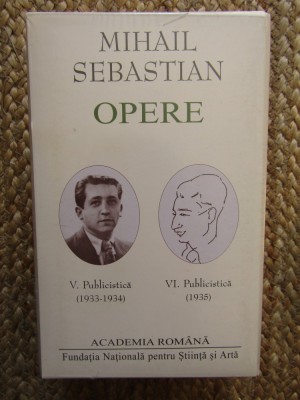 MIHAIL
SEBASTIAN
OPERE
V. Publicistică
(1933-1934)
VI. Publicistică
(1935)
ACADEMIA ROMÂNĂ
Fundația Națională pentru Știință și Artă